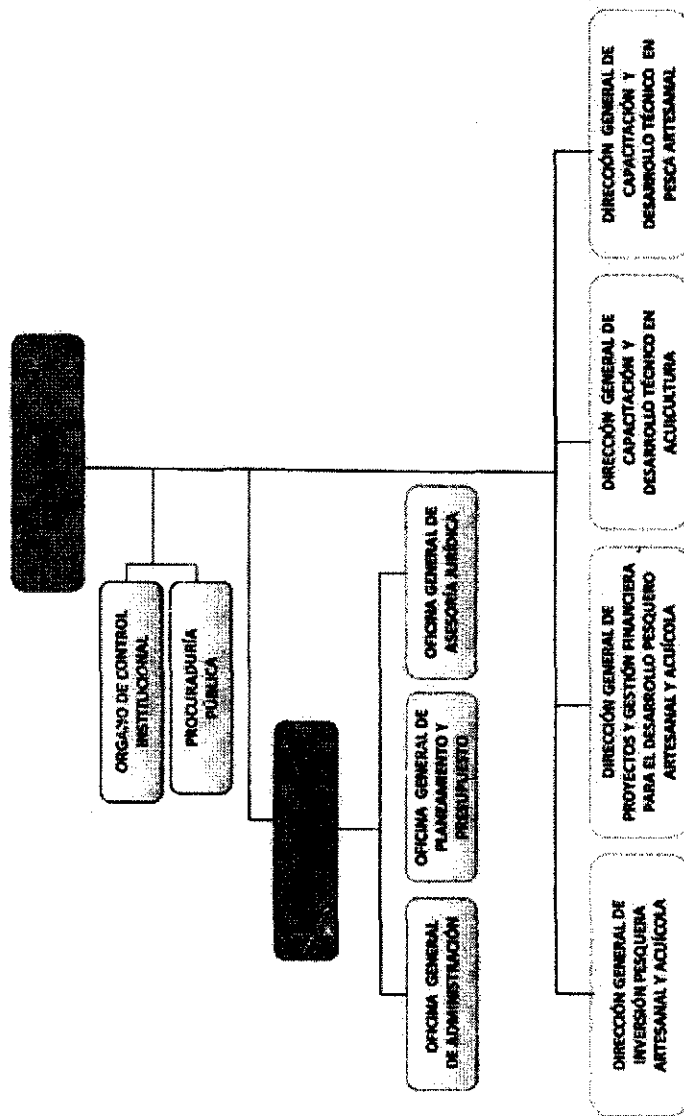 ORGANO DE CONTROL
INSTITUCIONAL
PROCURADURÍA
PÚBLICA
OFICINA GENERAL
DE ADMINISTRACIÓN
OFICINA GENERAL DE
PLANEAMIENTO Y
PRESUPUESTO
OFICINA GENERAL DE
ASESORÍA JURÍDICA
DIRECCIÓN GENERAL DE
INVERSIÓN PESQUERA
ARTESANAL Y ACUÍCOLA
DIRECCIÓN GENERAL DE
PROYECTOS Y GESTIÓN FINANCIERA
PARA EL DESARROLLO PESQUERO
ARTESANAL Y ACUÍCOLA
DIRECCIÓN GENERAL DE
CAPACITACIÓN Y
DESARROLLO TÉCNICO EN
ACUICULTURA
DIRECCIÓN GENERAL DE
CAPACITACIÓN Y
DESARROLLO TÉCNICO EN
PESCA ARTESANAL